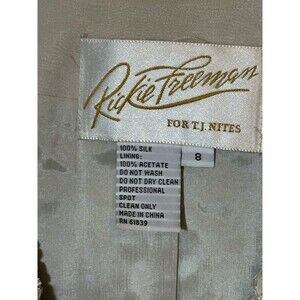 Rickie Freeman
FOR T.J. NITES
100% SILK
LINING:
100% ACETATE
DO NOT WASH
DO NOT DRY CLEAN
PROFESSIONAL
SPOT
CLEAN ONLY
MADE IN CHINA
RN 61839
8